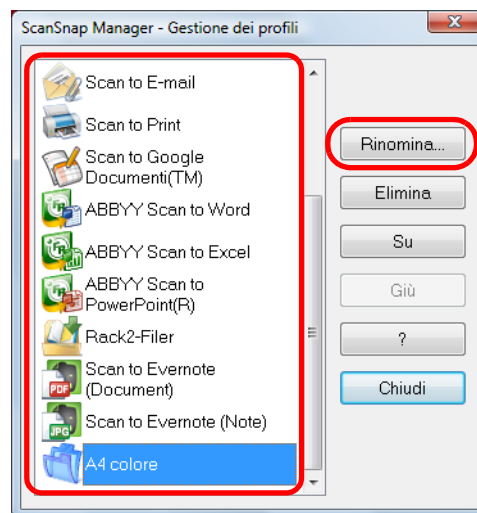 ScanSnap Manager - Gestione dei profili
Scan to E-mail
Scan to Print
Scan to Google
Documenti(TM)
ABBYY Scan to Word
ABBYY Scan to Excel
ABBYY Scan to
PowerPoint(R)
Rack2-Filer
Scan to Evernote
(Document)
Scan to Evernote (Note)
A4 colore
Rinomina...
Elimina
Su
Giù
?
Chiudi